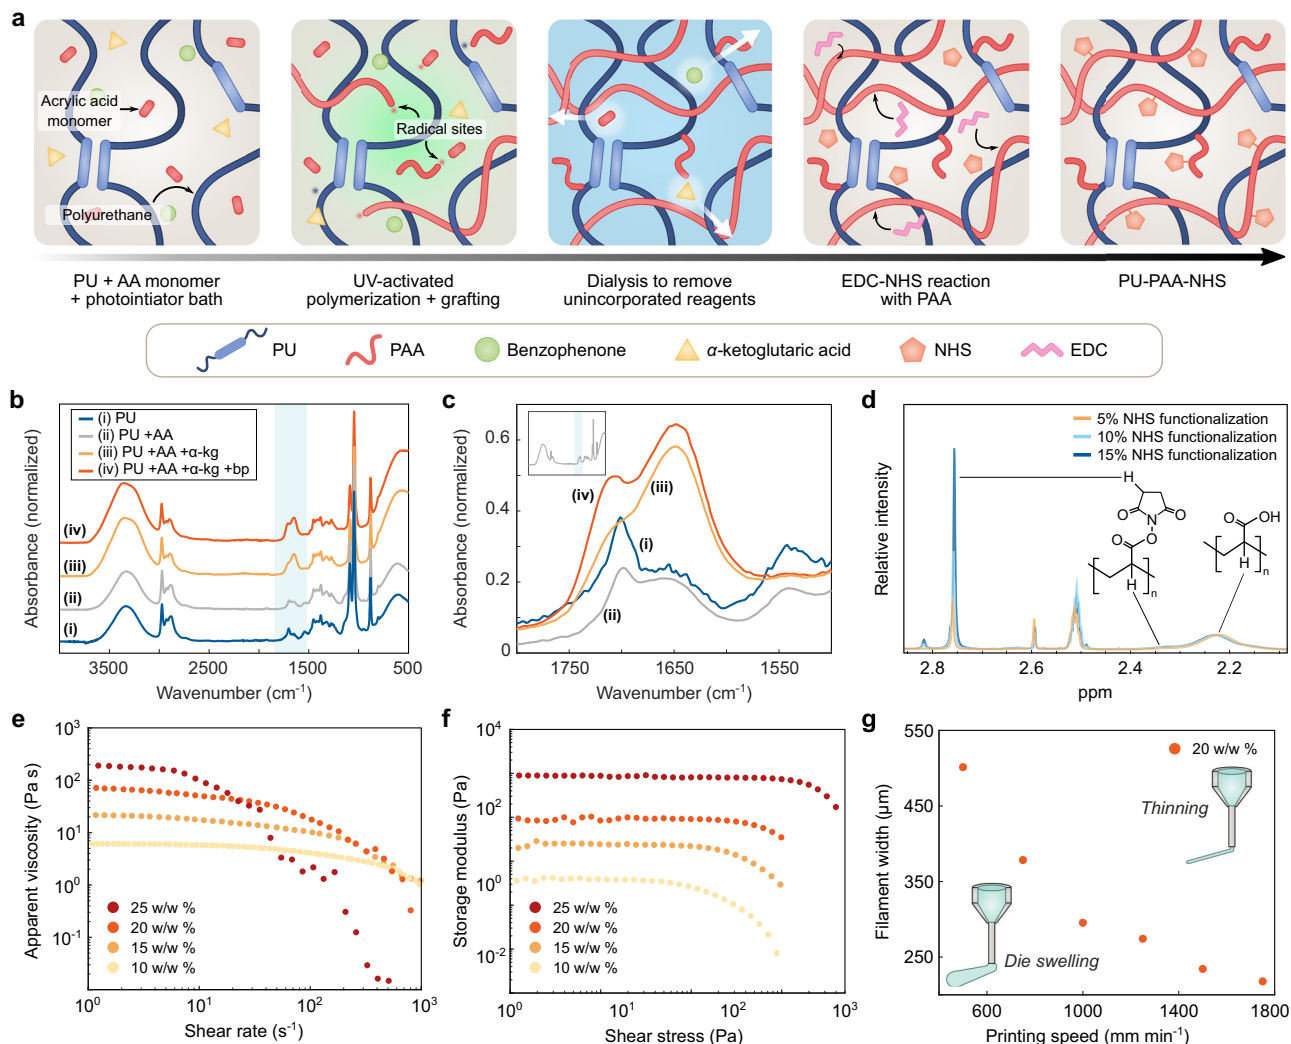 a
Acrylic acid
monomer
Polyurethane
Radical sites
PU + AA monomer
+ photointiator bath
UV-activated
polymerization + grafting
Dialysis to remove
unincorporated reagents
EDC-NHS reaction
with PAA
PU-PAA-NHS
PU
PAA
Benzophenone
α-ketoglutaric acid
NHS
EDC
b
(i) PU
(ii) PU +AA
(iii) PU +AA +α-kg
(iv) PU +AA +α-kg +bp
(iv)
(iii)
(ii)
(i)
Absorbance (normalized)
3500
2500
1500
500
Wavenumber (cm⁻¹)
c
0.6
0.4
0.2
0
(iv)
(iii)
(i)
(ii)
Absorbance (normalized)
1750
1650
1550
Wavenumber (cm⁻¹)
d
5% NHS functionalization
10% NHS functionalization
15% NHS functionalization
Relative intensity
H
O
N
O
O
O
H
n
O
OH
H
n
2.8
2.6
2.4
2.2
ppm
e
10³
10²
10¹
10⁰
10⁻¹
Apparent viscosity (Pa s)
25 w/w %
20 w/w %
15 w/w %
10 w/w %
10⁰
10¹
10²
10³
Shear rate (s⁻¹)
f
10⁴
10²
10⁰
10⁻²
Storage modulus (Pa)
25 w/w %
20 w/w %
15 w/w %
10 w/w %
10⁰
10¹
10²
10³
Shear stress (Pa)
g
550
450
350
250
Filament width (μm)
20 w/w %
Thinning
Die swelling
600
1000
1400
1800
Printing speed (mm min⁻¹)